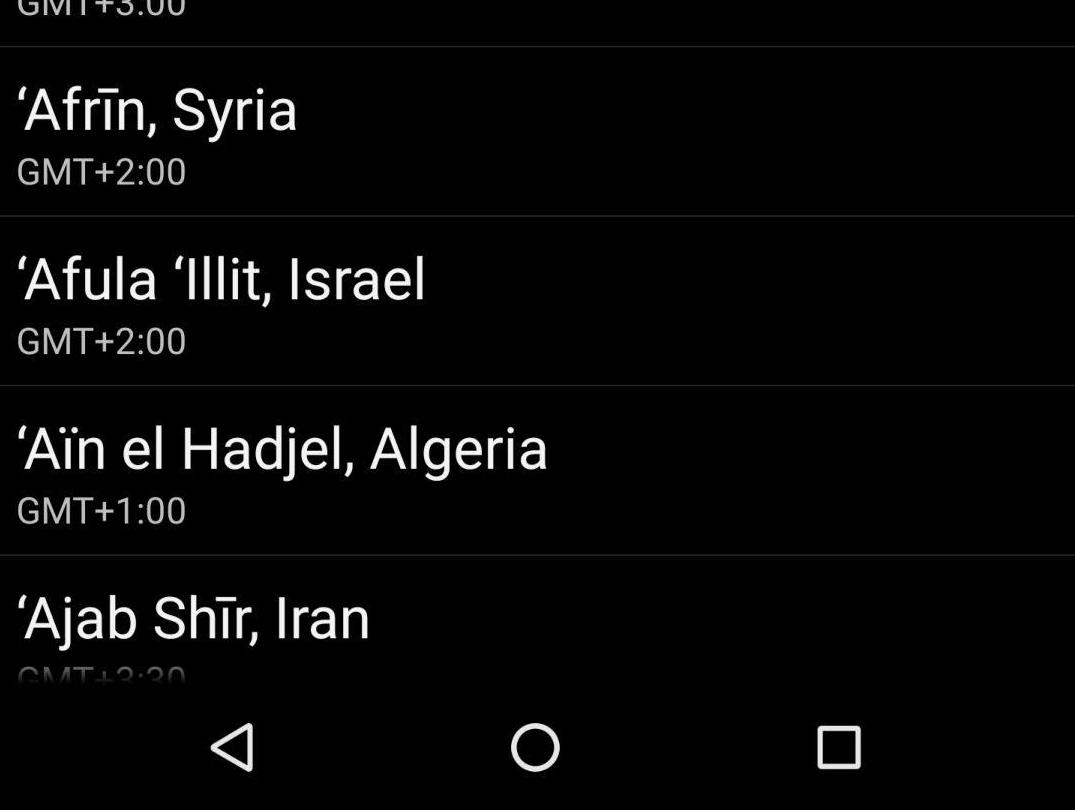 GMT+3:00
‘Afrīn, Syria
GMT+2:00
‘Afula ‘Illit, Israel
GMT+2:00
‘Aïn el Hadjel, Algeria
GMT+1:00
‘Ajab Shīr, Iran
GMT+3:30